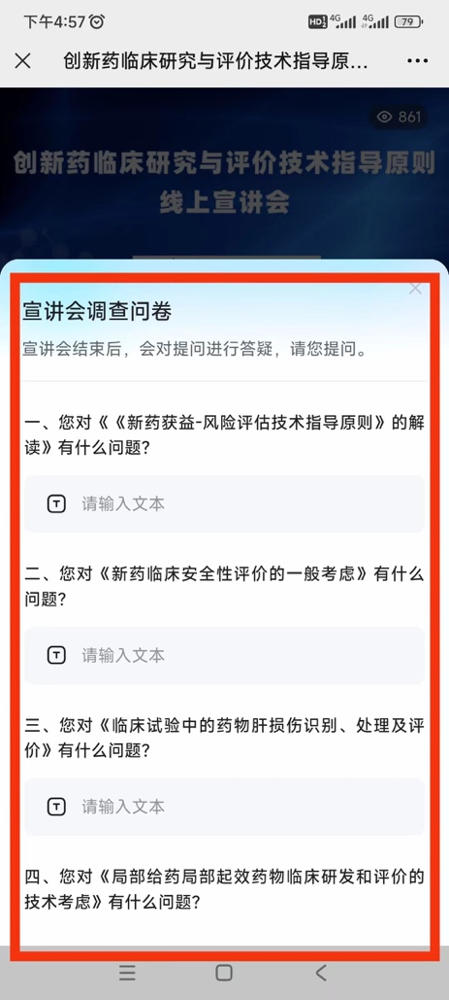 下午4:57
HD 4G 4G 79
创新药临床研究与评价技术指导原...
861
创新药临床研究与评价技术指导原则
线上宣讲会
宣讲会调查问卷
宣讲会结束后，会对提问进行答疑，请您提问。
一、您对《《新药获益-风险评估技术指导原则》的解
读》有什么问题?
请输入文本
二、您对《新药临床安全性评价的一般考虑》有什么
问题?
请输入文本
三、您对《临床试验中的药物肝损伤识别、处理及评
价》有什么问题?
请输入文本
四、您对《局部给药局部起效药物临床研发和评价的
技术考虑》有什么问题?